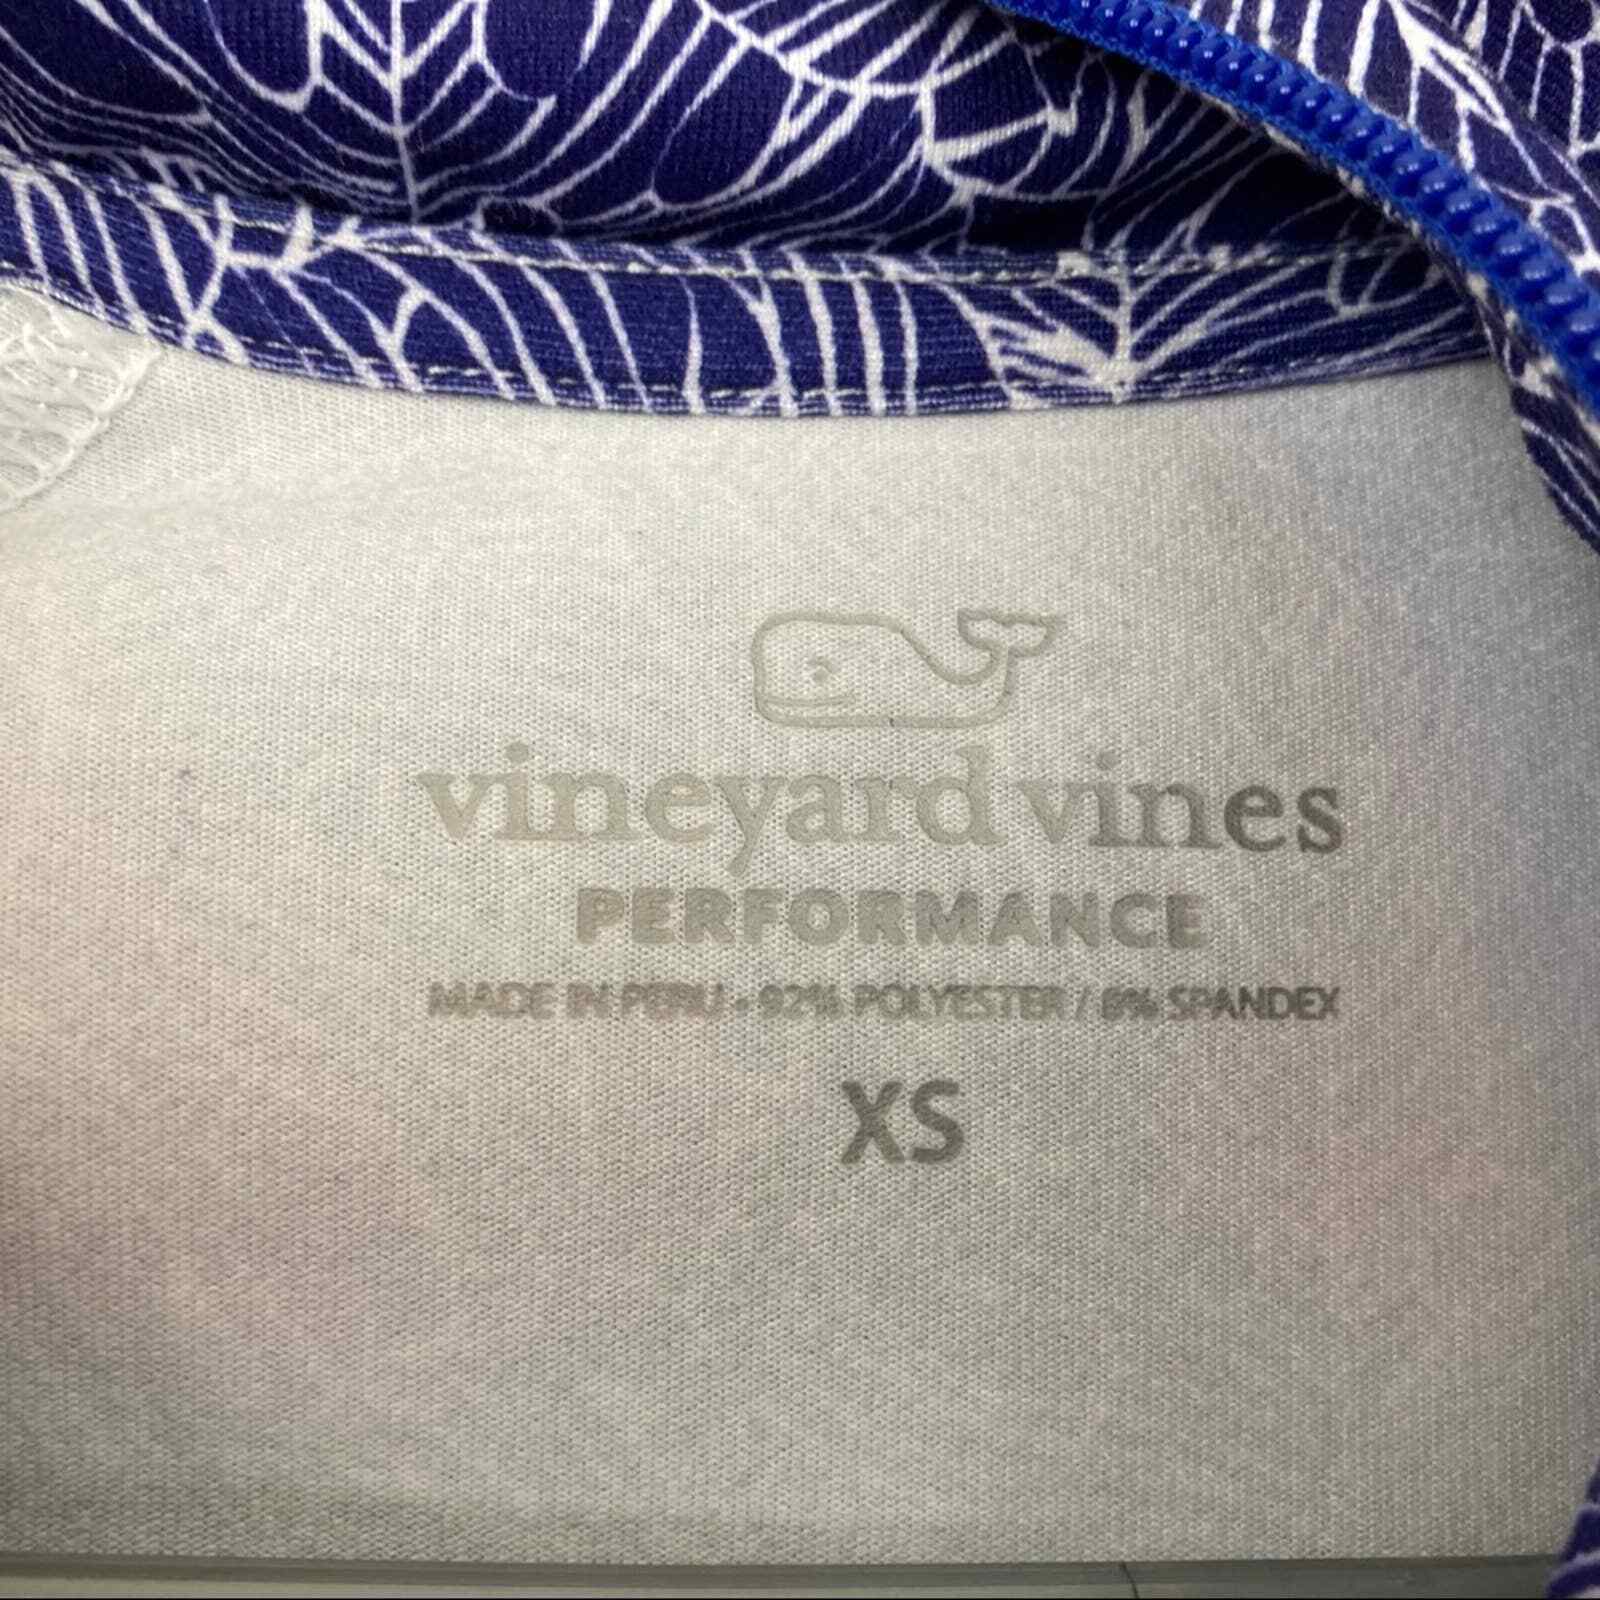 vineyard vines
PERFORMANCE
MADE IN PERU • 92% POLYESTER / 8% SPANDEX
XS